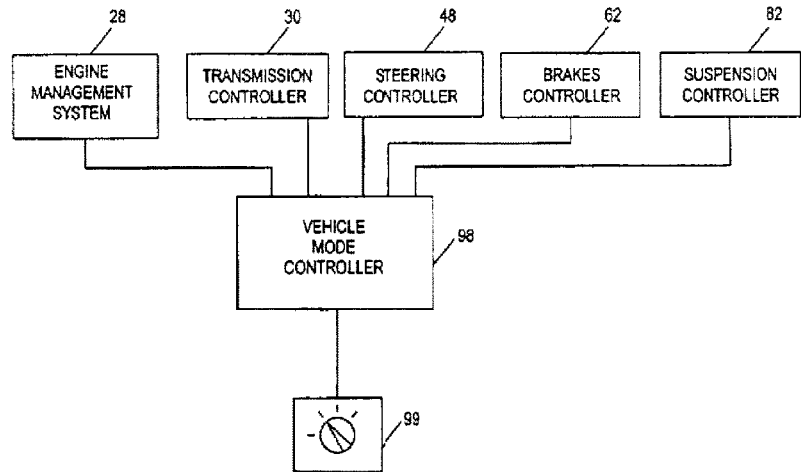 28
30
48
62
82
ENGINE
MANAGEMENT
SYSTEM
TRANSMISSION
CONTROLLER
STEERING
CONTROLLER
BRAKES
CONTROLLER
SUSPENSION
CONTROLLER
VEHICLE
MODE
CONTROLLER
98
99